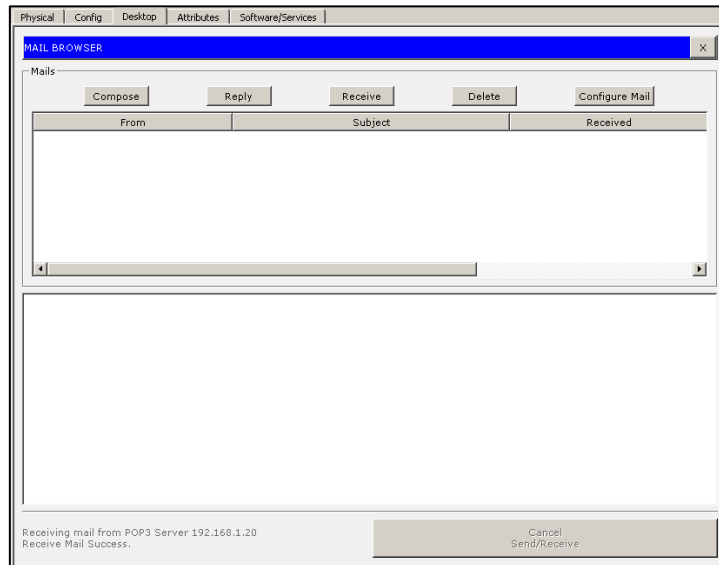 Physical Config Desktop Attributes Software/Services
MAIL BROWSER X
Mails
Compose Reply Receive Delete Configure Mail
From Subject Received
Receiving mail from POP3 Server 192.168.1.20
Receive Mail Success.
Cancel
Send/Receive